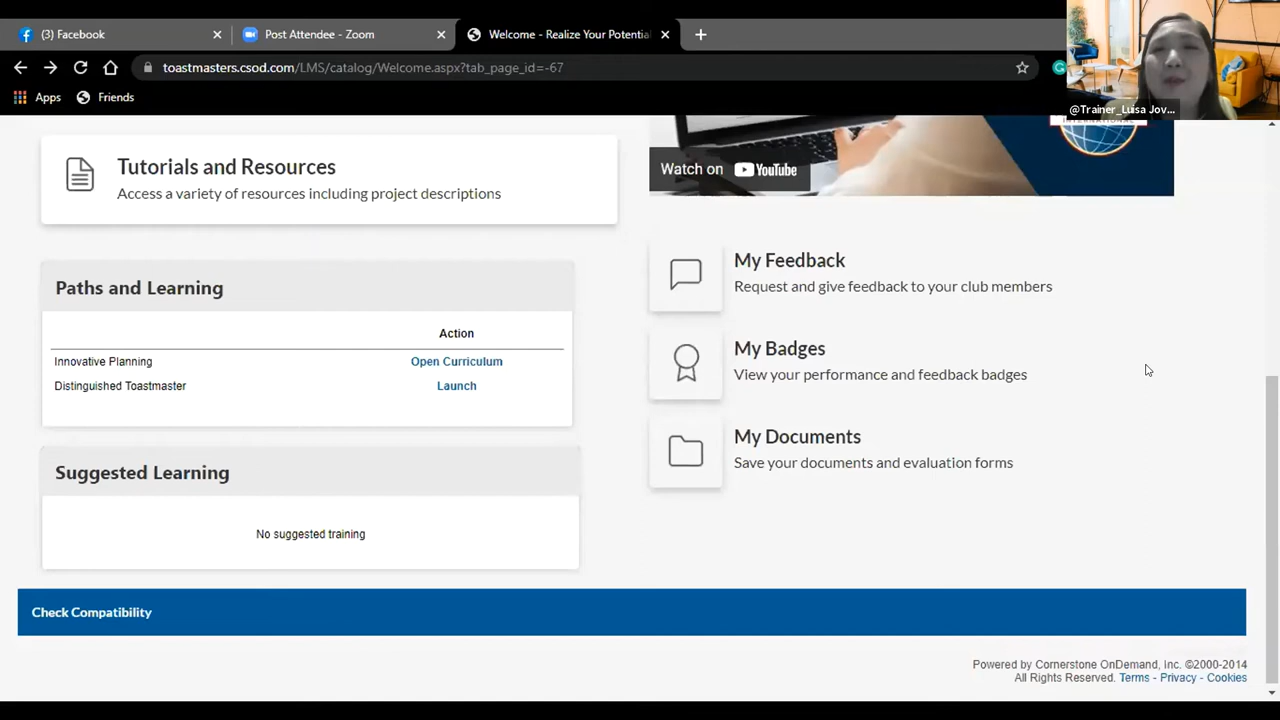 (3) Facebook
Post Attendee - Zoom
Welcome - Realize Your Potentia
toastmasters.csod.com/LMS/catalog/Welcome.aspx?tab_page_id=-67
Apps
Friends
@Trainer_Luisa Jov...
Tutorials and Resources
Access a variety of resources including project descriptions
Watch on YouTube
INTERNATIONAL
Paths and Learning
Action
Innovative Planning Open Curriculum
Distinguished Toastmaster Launch
Suggested Learning
No suggested training
My Feedback
Request and give feedback to your club members
My Badges
View your performance and feedback badges
My Documents
Save your documents and evaluation forms
Check Compatibility
Powered by Cornerstone OnDemand, Inc. ©2000-2014
All Rights Reserved. Terms - Privacy - Cookies